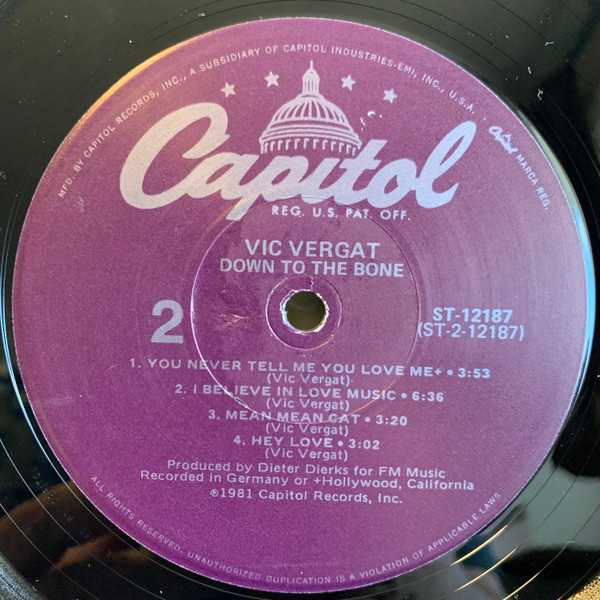 MFD. BY CAPITOL RECORDS, INC., A SUBSIDIARY OF CAPITOL INDUSTRIES-EMI, INC., U.S.A.
Capitol MARCA REG.
Capitol
REG. U.S. PAT. OFF.
VIC VERGAT
DOWN TO THE BONE
2
ST-12187
(ST-2-12187)
1. YOU NEVER TELL ME YOU LOVE ME+ • 3:53
(Vic Vergat)
2. I BELIEVE IN LOVE MUSIC • 6:36
(Vic Vergat)
3. MEAN MEAN CAT • 3:20
(Vic Vergat)
4. HEY LOVE • 3:02
(Vic Vergat)
Produced by Dieter Dierks for FM Music
Recorded in Germany or +Hollywood, California
℗1981 Capitol Records, Inc.
ALL RIGHTS RESERVED. UNAUTHORIZED DUPLICATION IS A VIOLATION OF APPLICABLE LAWS